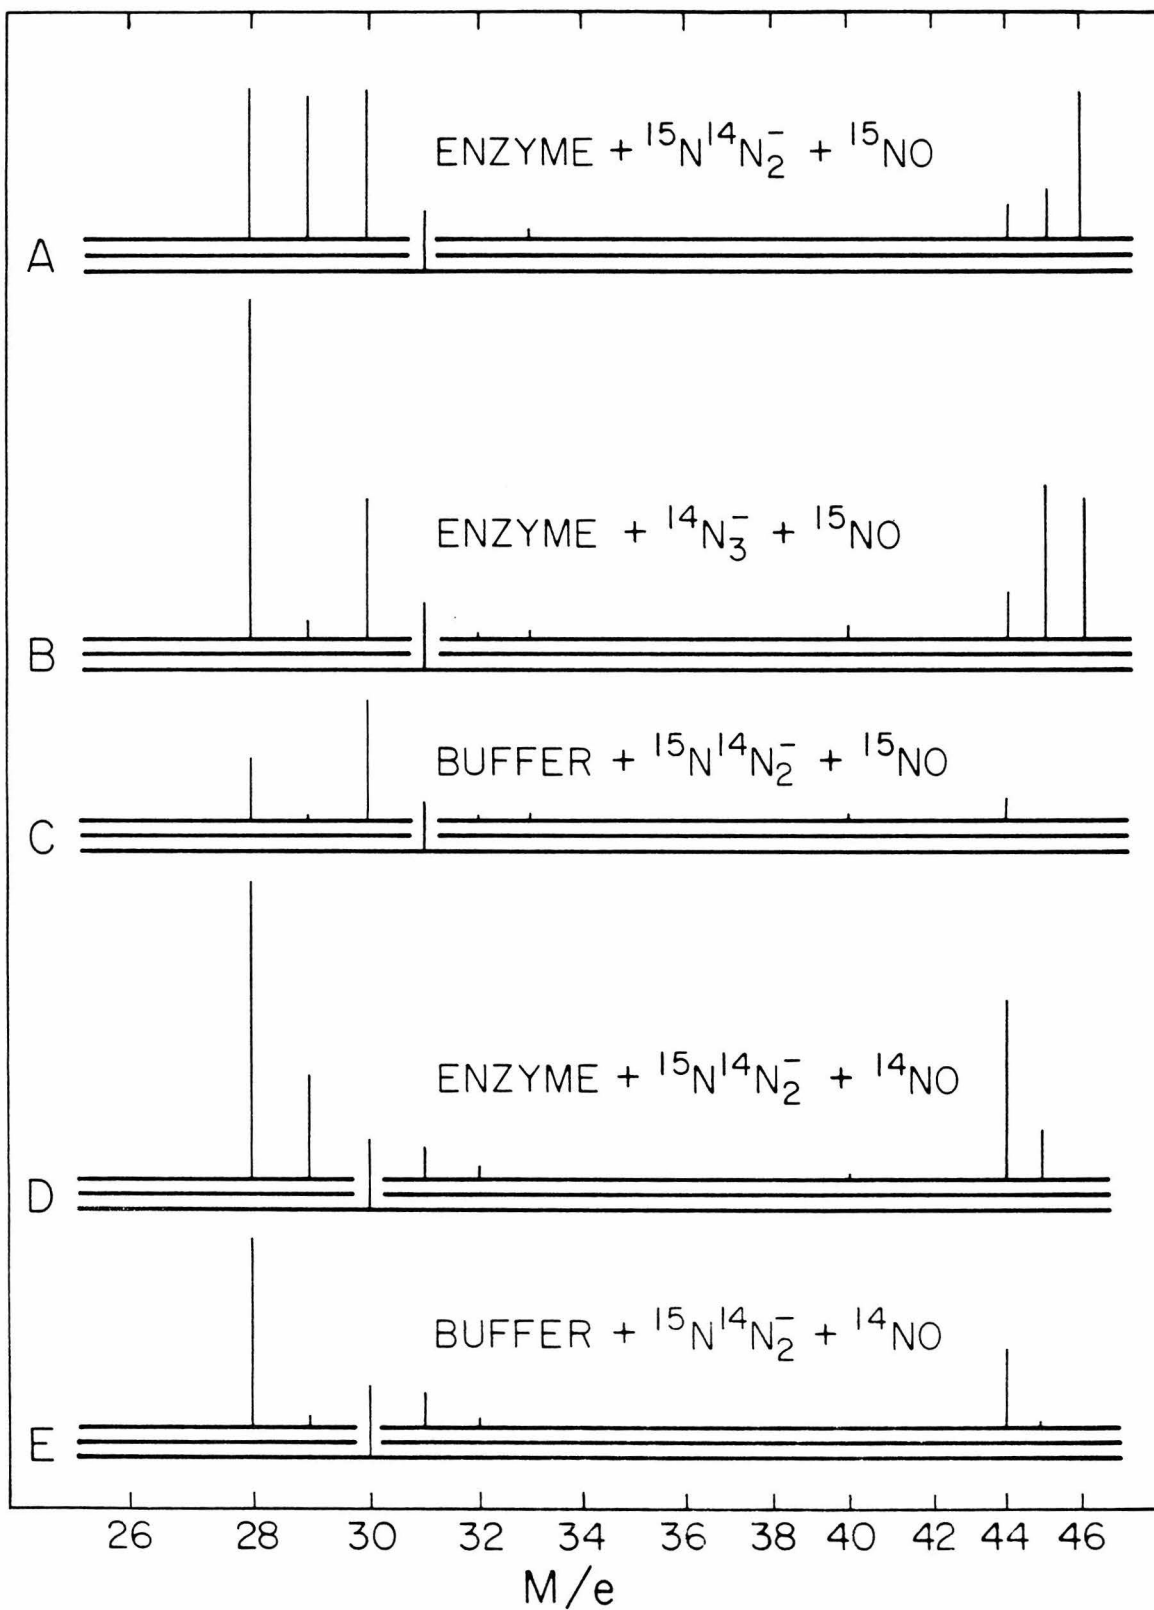 ENZYME + ¹⁵N¹⁴N₂⁻ + ¹⁵NO
A
ENZYME + ¹⁴N₃⁻ + ¹⁵NO
B
BUFFER + ¹⁵N¹⁴N₂⁻ + ¹⁵NO
C
ENZYME + ¹⁵N¹⁴N₂⁻ + ¹⁴NO
D
BUFFER + ¹⁵N¹⁴N₂⁻ + ¹⁴NO
E
26 28 30 32 34 36 38 40 42 44 46
M/e